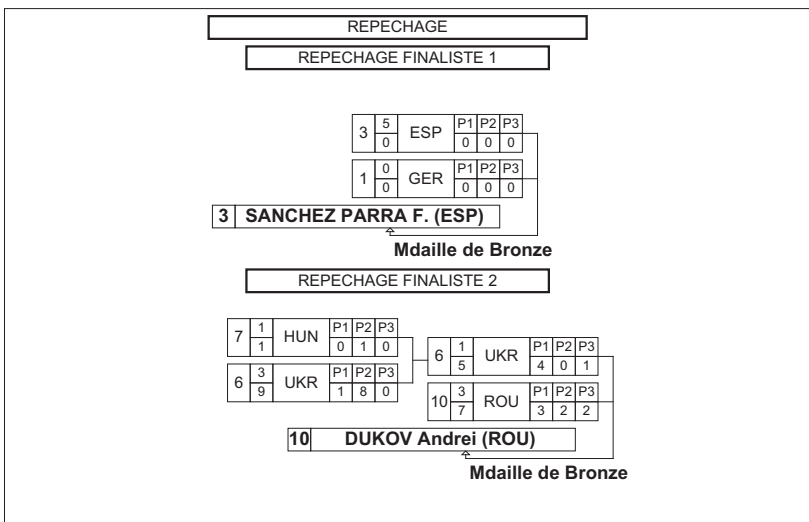 REPECHAGE
REPECHAGE FINALISTE 1
3 5 ESP P1 P2 P3
0 0 0 0
1 0 GER P1 P2 P3
0 0 0 0
3 SANCHEZ PARRA F. (ESP)
Mdaille de Bronze
REPECHAGE FINALISTE 2
7 1 HUN P1 P2 P3
1 0 1 0
6 3 UKR P1 P2 P3
9 1 8 0
6 1 UKR P1 P2 P3
5 4 0 1
10 3 ROU P1 P2 P3
7 3 2 2
10 DUKOV Andrei (ROU)
Mdaille de Bronze